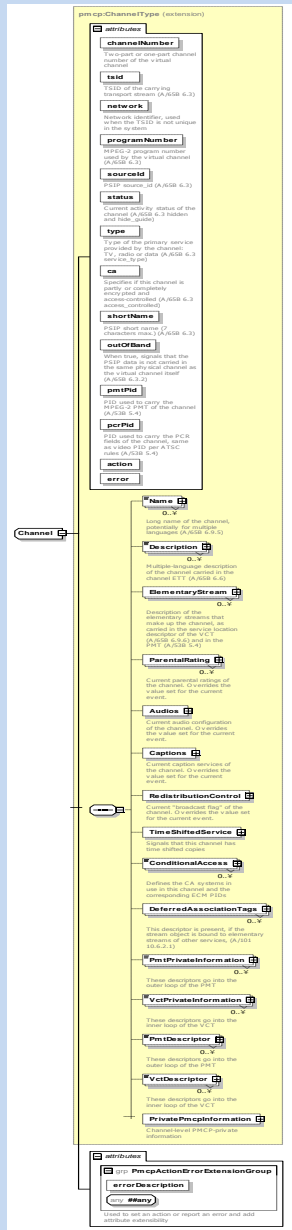 pmcp:ChannelType (extension)
attributes
channelNumber
Two-part or one-part channel
number of the virtual
channel
tsid
TSID of the carrying
transport stream (A/65B 6.3)
network
Network identifier, used
when the TSID is not unique
in the system
programNumber
MPEG-2 program number
used by the virtual channel
(A/65B 6.3)
sourceId
PSIP source_id (A/65B 6.3)
status
Current activity status of the
channel (A/65B 6.3 hidden
and hide_guide)
type
Type of the primary service
provided by the channel:
TV, radio or data (A/65B 6.3
service_type)
ca
Specifies if this channel is
partly or completely
encrypted and
access-controlled (A/65B 6.3
access_controlled)
shortName
PSIP short name (7
characters max.) (A/65B 6.3)
outOfBand
When true, signals that the
PSIP data is not carried in
the same physical channel as
the virtual channel itself
(A/65B 6.3.2)
pmtPid
PID used to carry the
MPEG-2 PMT of the channel
(A/53B 5.4)
pcrPid
PID used to carry the PCR
fields of the channel, same
as video PID per ATSC
rules (A/53B 5.4)
action
error
Channel
Name
0..¥
Long name of the channel,
potentially for multiple
languages (A/65B 6.9.5)
Description
0..¥
Multiple-language description
of the channel carried in the
channel ETT (A/65B 6.6)
ElementaryStream
0..¥
Description of the
elementary streams that
make up the channel, as
carried in the service location
descriptor of the VCT
(A/65B 6.9.6) and in the
PMT (A/53B 5.4)
ParentalRating
0..¥
Current parental ratings of
the channel. Overrides the
value set for the current
event.
Audios
Current audio configuration
of the channel. Overrides
the value set for the current
event.
Captions
Current caption services of
the channel. Overrides the
value set for the current
event.
RedistributionControl
Current "broadcast flag" of the
channel. Overrides the value set
for the current event.
TimeShiftedService
Signals that this channel has
time shifted copies
ConditionalAccess
0..¥
Defines the CA systems in
use in this channel and the
corresponding ECM PIDs
DeferredAssociationTags
0..¥
This descriptor is present, if the
stream object is bound to elementary
streams of other services, (A/101
10.6.2.1)
PmtPrivateInformation
0..¥
These descriptors go into the
outer loop of the PMT
VctPrivateInformation
0..¥
These descriptors go into the
inner loop of the VCT
PmtDescriptor
0..¥
These descriptors go into the
outer loop of the PMT
VctDescriptor
0..¥
These descriptors go into the
inner loop of the VCT
PrivatePmcpInformation
Channel-level PMCP-private
information
attributes
grp PmcpActionErrorExtensionGroup
errorDescription
any ##any
Used to set an action or report an error and add
attribute extensibility